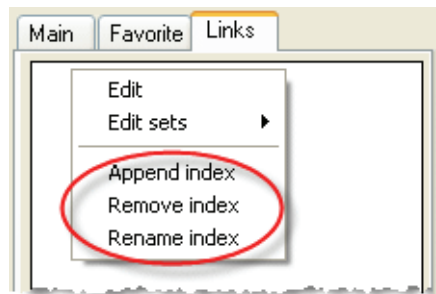 Main Favorite Links
Edit
Edit sets
Append index
Remove index
Rename index